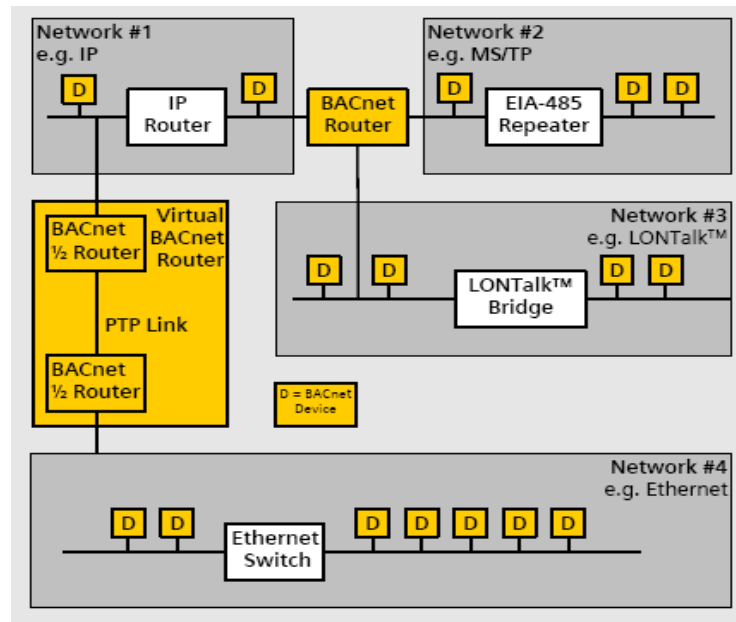 Network #1
e.g. IP
D
IP
Router
D
BACnet
Router
Network #2
e.g. MS/TP
D
EIA-485
Repeater
D
D
BACnet
½ Router
Virtual
BACnet
Router
PTP Link
BACnet
½ Router
Network #3
e.g. LONTalk™
D
D
LONTalk™
Bridge
D
D
D = BACnet
Device
Network #4
e.g. Ethernet
D
D
Ethernet
Switch
D
D
D
D
D